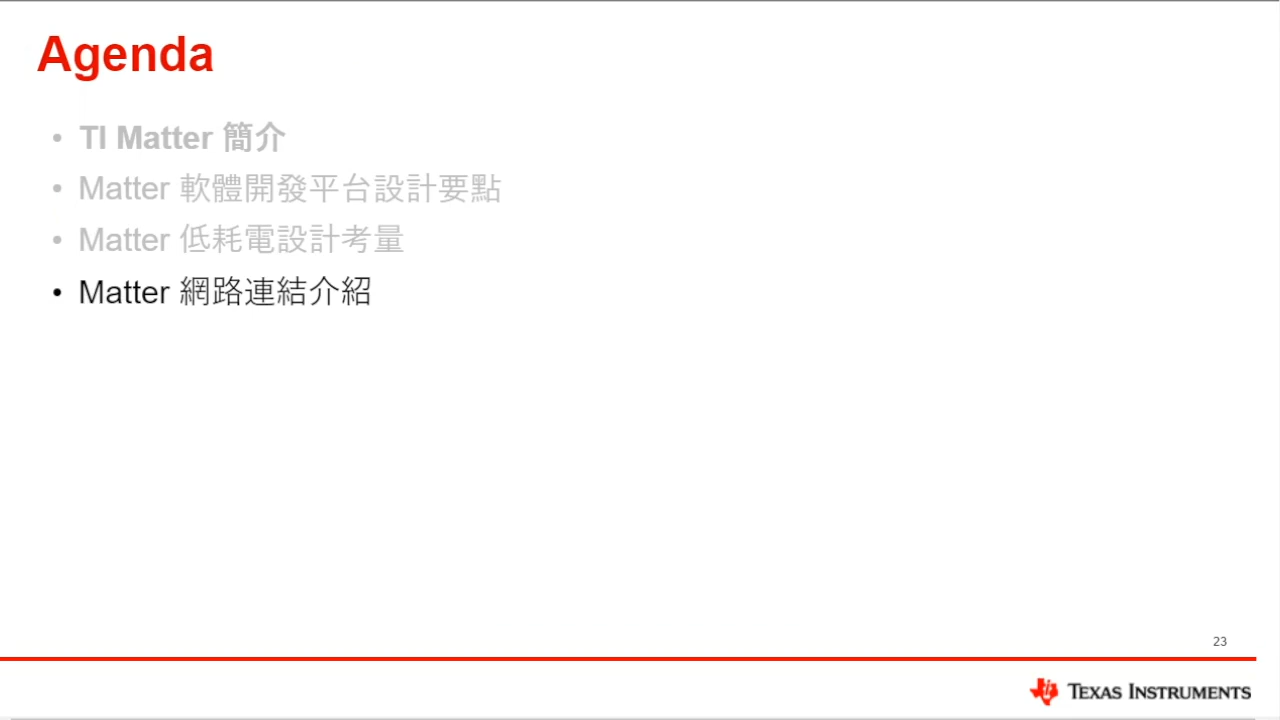 Agenda
• TI Matter 簡介
• Matter 軟體開發平台設計要點
• Matter 低耗電設計考量
• Matter 網路連結介紹
23
TEXAS INSTRUMENTS